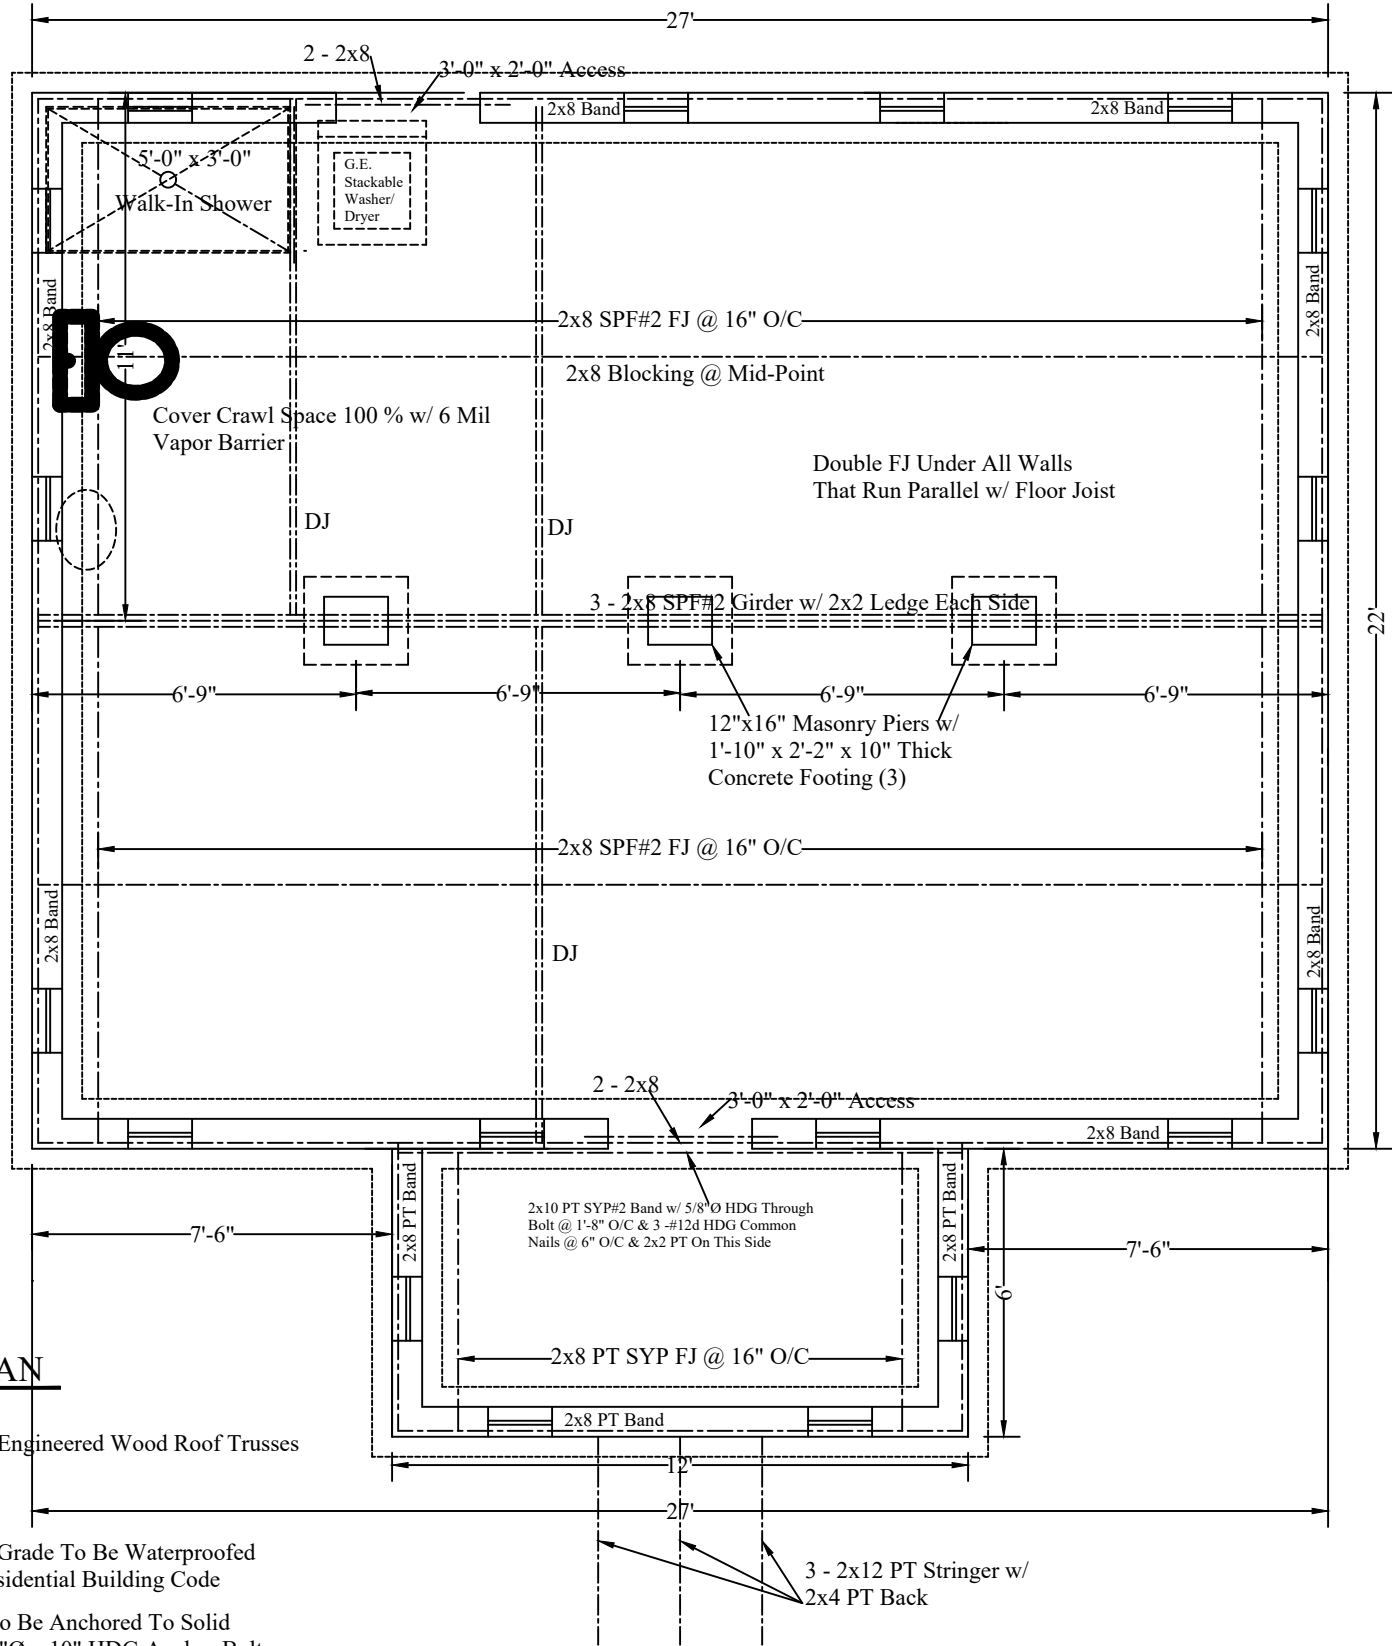 27'
2 - 2x8
3'-0" x 2'-0" Access
2x8 Band
2x8 Band
5'-0" x 3'-0"
Walk-In Shower
G.E.
Stackable
Washer/
Dryer
2x8 Band
2x8 Band
2x8 SPF#2 FJ @ 16" O/C
11'
2x8 Blocking @ Mid-Point
Cover Crawl Space 100 % w/ 6 Mil
Vapor Barrier
Double FJ Under All Walls
That Run Parallel w/ Floor Joist
DJ
DJ
3 - 2x8 SPF#2 Girder w/ 2x2 Ledge Each Side
22'
6'-9"
6'-9"
6'-9"
6'-9"
12"x16" Masonry Piers w/
1'-10" x 2'-2" x 10" Thick
Concrete Footing (3)
2x8 SPF#2 FJ @ 16" O/C
2x8 Band
2x8 Band
DJ
2 - 2x8
3'-0" x 2'-0" Access
2x8 Band
2x8 PT Band
2x8 PT Band
2x10 PT SYP#2 Band w/ 5/8"Ø HDG Through
Bolt @ 1'-8" O/C & 3 -#12d HDG Common
Nails @ 6" O/C & 2x2 PT On This Side
7'-6"
7'-6"
6'
2x8 PT SYP FJ @ 16" O/C
AN
2x8 PT Band
Engineered Wood Roof Trusses
12'
27'
Grade To Be Waterproofed
sidential Building Code
3 - 2x12 PT Stringer w/
2x4 PT Back
o Be Anchored To Solid